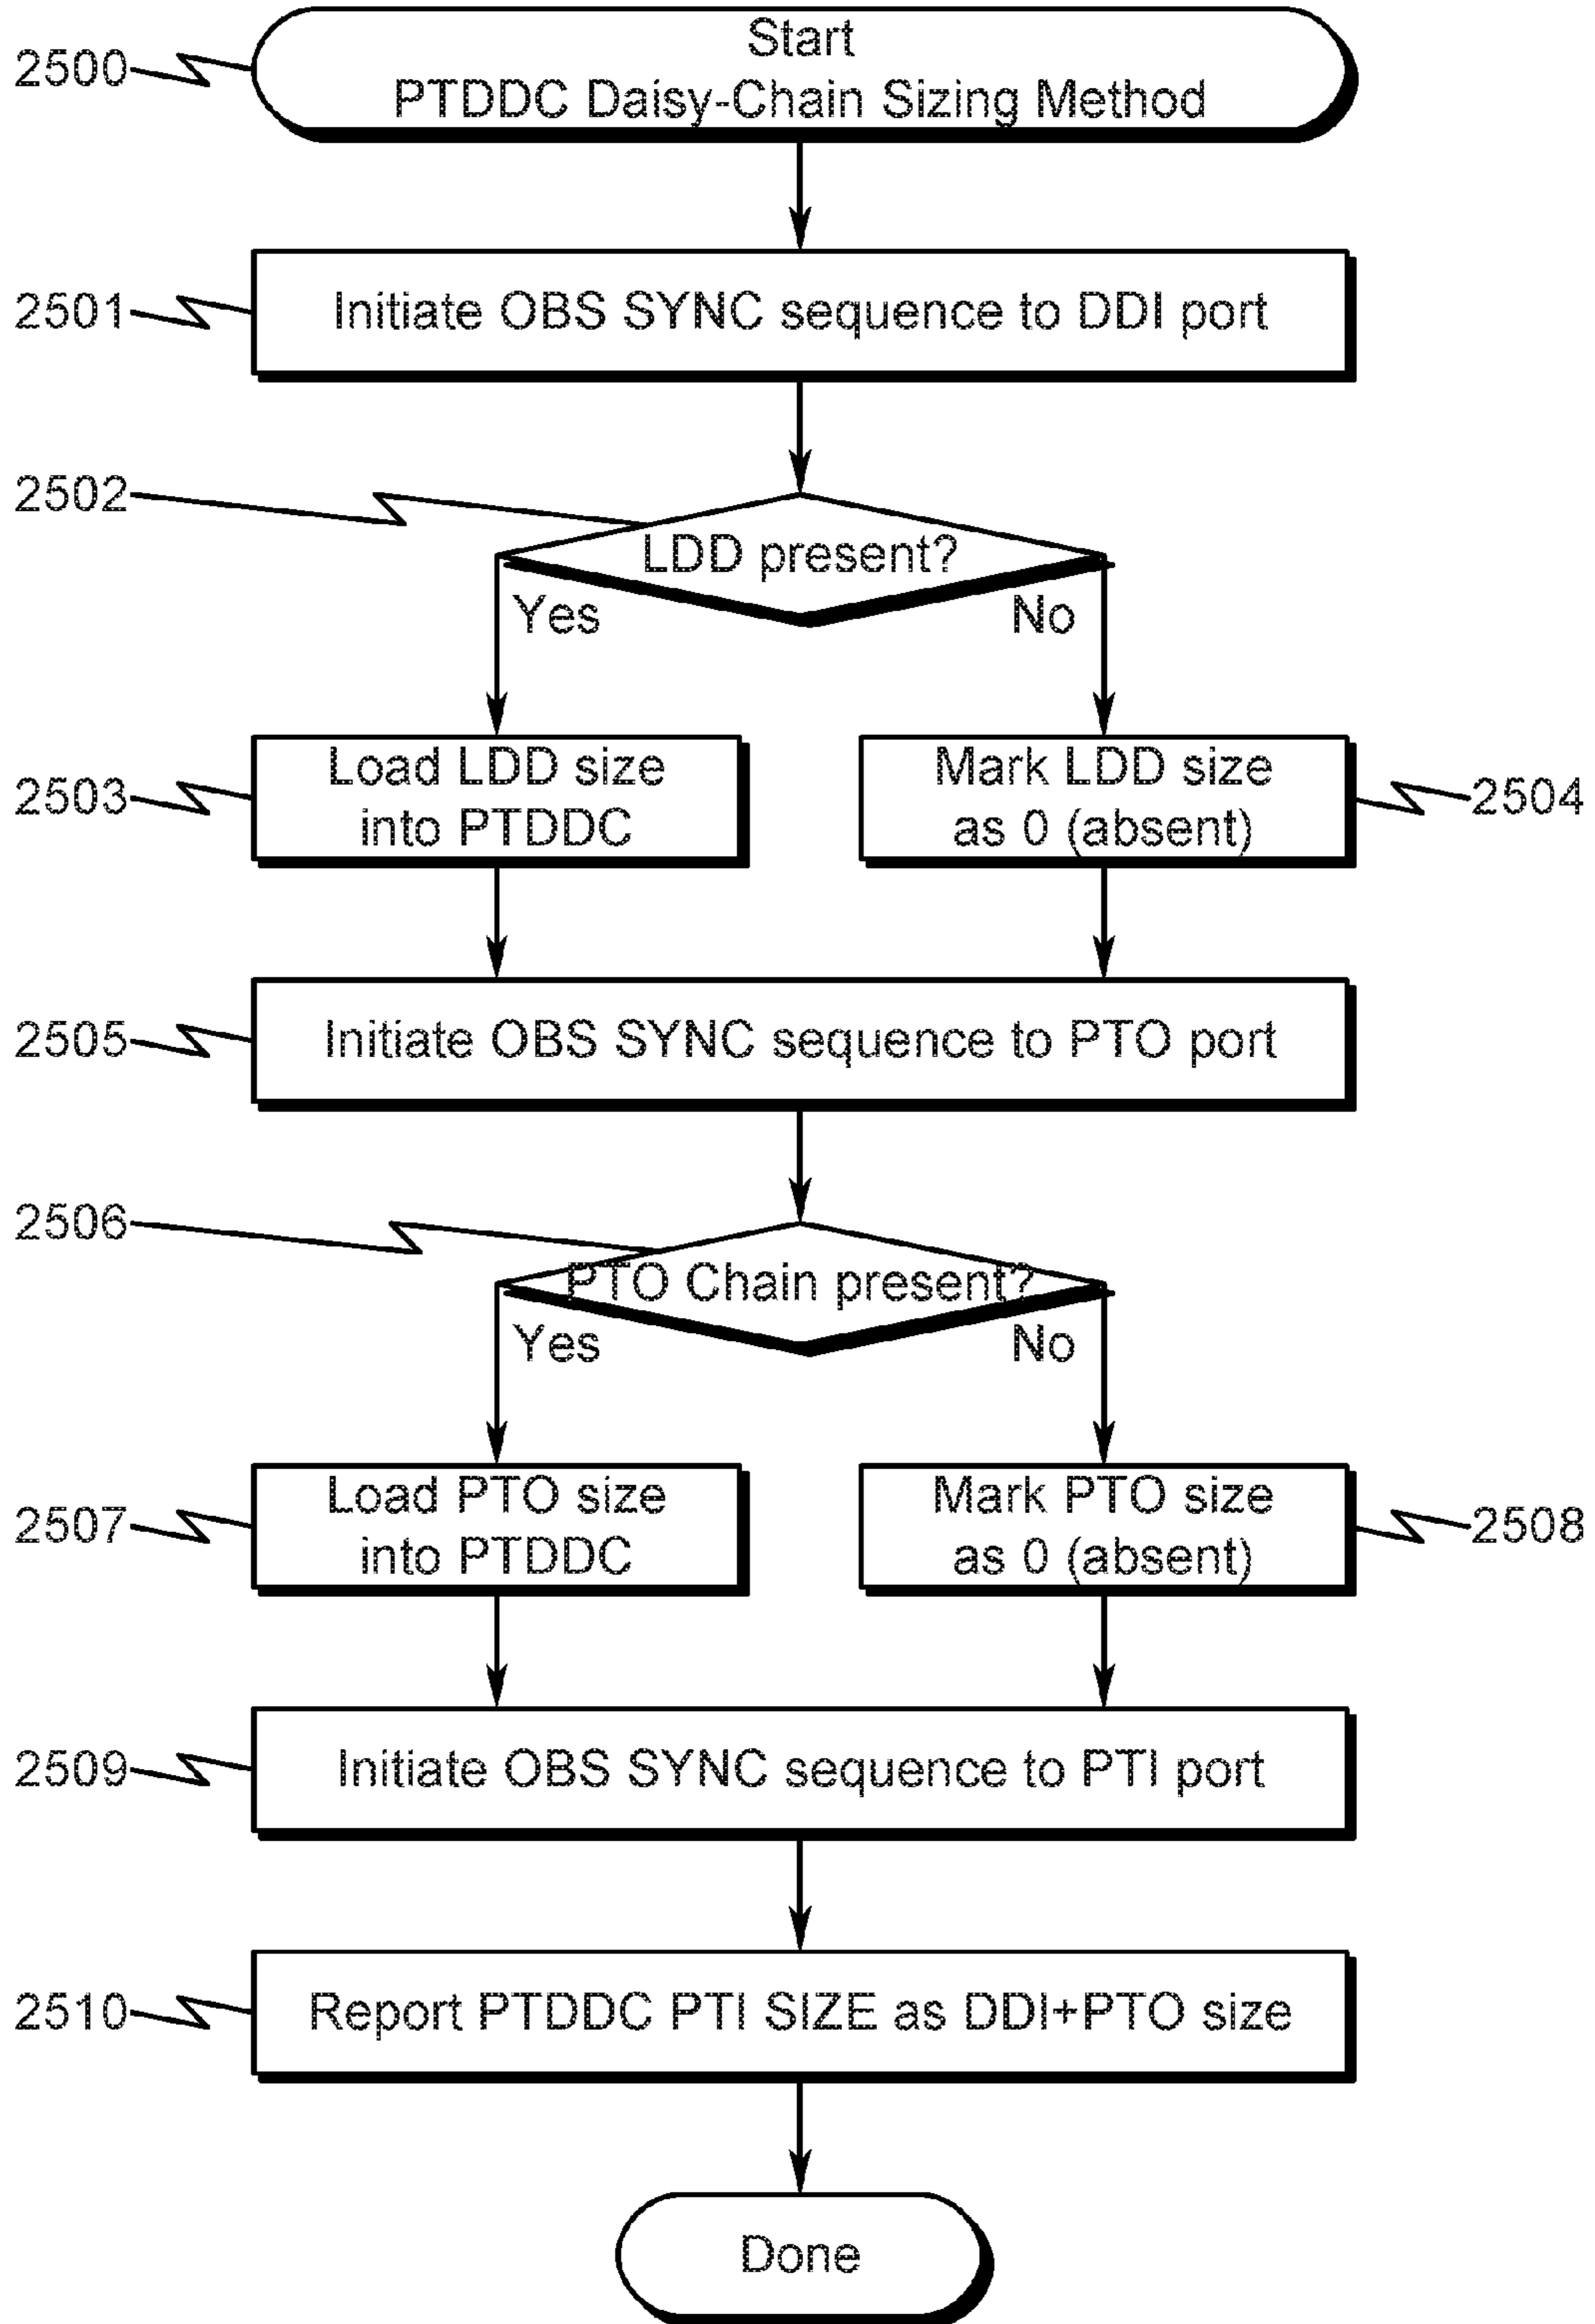 2500
Start
PTDDC Daisy-Chain Sizing Method
2501
Initiate OBS SYNC sequence to DDI port
2502
LDD present?
Yes
No
2503
Load LDD size
into PTDDC
Mark LDD size
as 0 (absent)
2504
2505
Initiate OBS SYNC sequence to PTO port
2506
PTO Chain present?
Yes
No
2507
Load PTO size
into PTDDC
Mark PTO size
as 0 (absent)
2508
2509
Initiate OBS SYNC sequence to PTI port
2510
Report PTDDC PTI SIZE as DDI+PTO size
Done